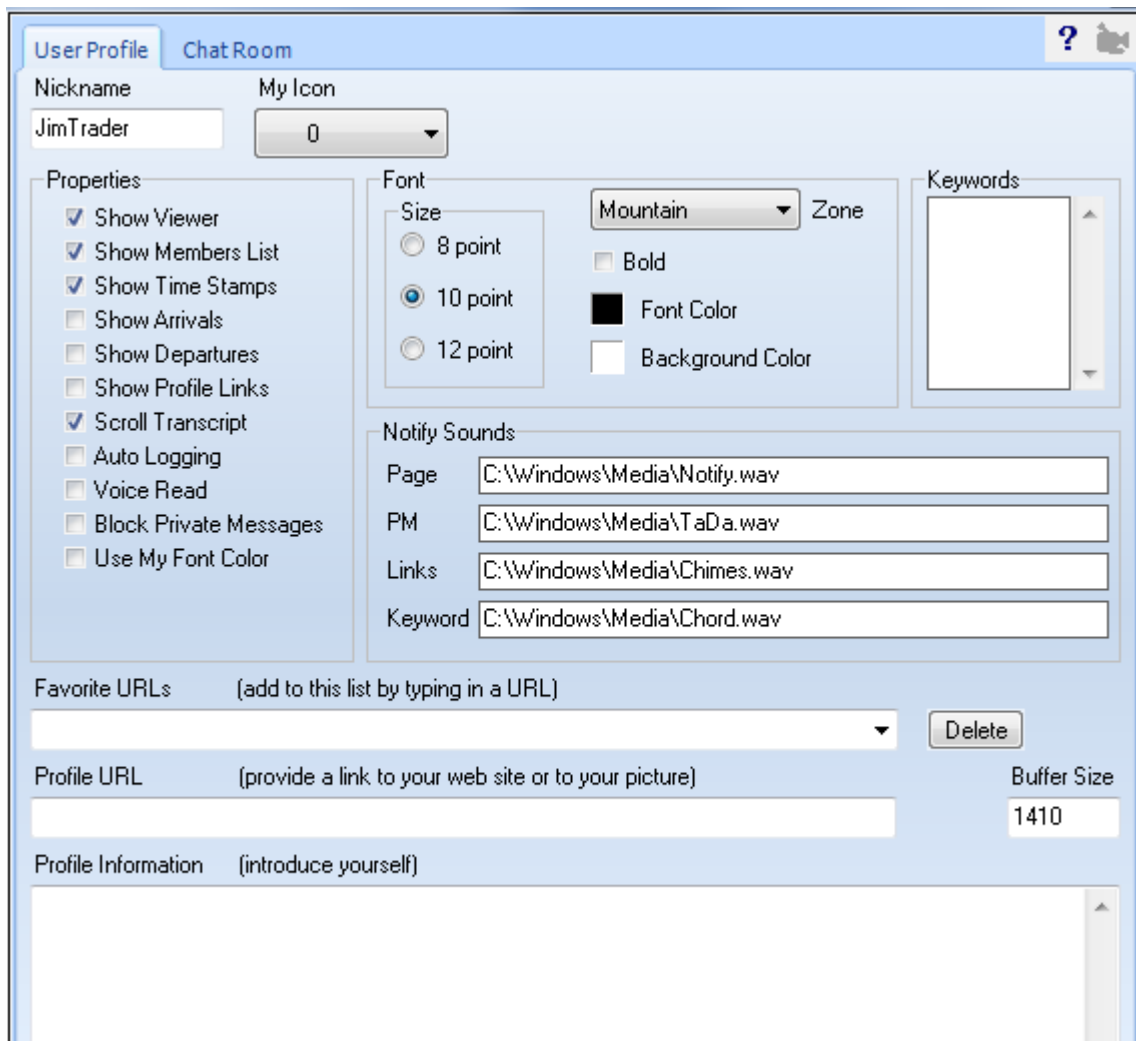 User Profile Chat Room ?
Nickname My Icon
JimTrader 0
Properties Font Keywords
Size Mountain Zone
Show Viewer
8 point
Show Members List Bold
Show Time Stamps 10 point
Show Arrivals Font Color
Show Departures 12 point Background Color
Show Profile Links
Scroll Transcript
Notify Sounds
Auto Logging
Page C:\Windows\Media\Notify.wav
Voice Read
Block Private Messages PM C:\Windows\Media\TaDa.wav
Use My Font Color
Links C:\Windows\Media\Chimes.wav
Keyword C:\Windows\Media\Chord.wav
Favorite URLs (add to this list by typing in a URL)
Delete
Profile URL (provide a link to your web site or to your picture) Buffer Size
1410
Profile Information (introduce yourself)